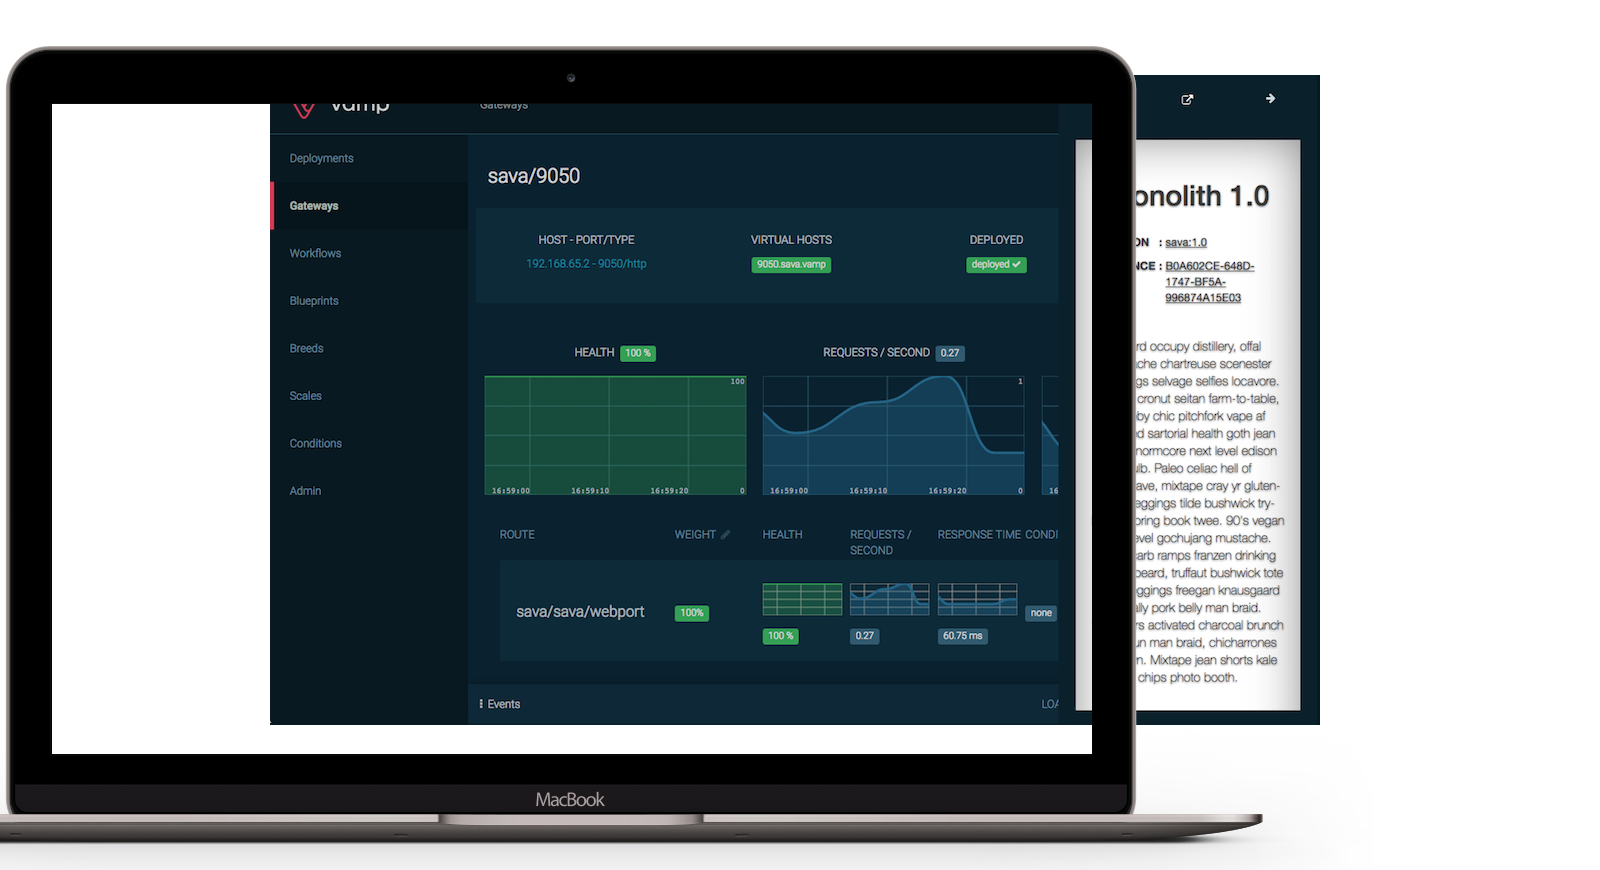 vamp
Gateways
Deployments
Gateways
Workflows
Blueprints
Breeds
Scales
Conditions
Admin
sava/9050
HOST - PORT/TYPE
192.168.65.2 - 9050/http
VIRTUAL HOSTS
9050.sava.vamp
DEPLOYED
deployed
HEALTH 100 %
100
16:59:00 16:59:10 16:59:20 0
REQUESTS / SECOND 0.27
1
16:59:00 16:59:10 16:59:20 0
16
ROUTE WEIGHT HEALTH REQUESTS / SECOND RESPONSE TIME CONDI
sava/sava/webport 100% none
100 % 0.27 60.75 ms
Events LOA
onolith 1.0
ON : sava:1.0
NCE : B0A602CE-648D-
1747-BF5A-
996874A15E03
rd occupy distillery, offal
che chartreuse scenester
gs selvage selfies locavore.
cronut seitan farm-to-table,
by chic pitchfork vape af
d sartorial health goth jean
normcore next level edison
lb. Paleo celiac hell of
ave, mixtape cray yr gluten-
eggings tilde bushwick try-
oring book twee. 90's vegan
evel gochujang mustache.
arb ramps franzen drinking
beard, truffaut bushwick tote
ggings freegan knausgaard
lly pork belly man braid.
rs activated charcoal brunch
un man braid, chicharrones
m. Mixtape jean shorts kale
chips photo booth.
MacBook